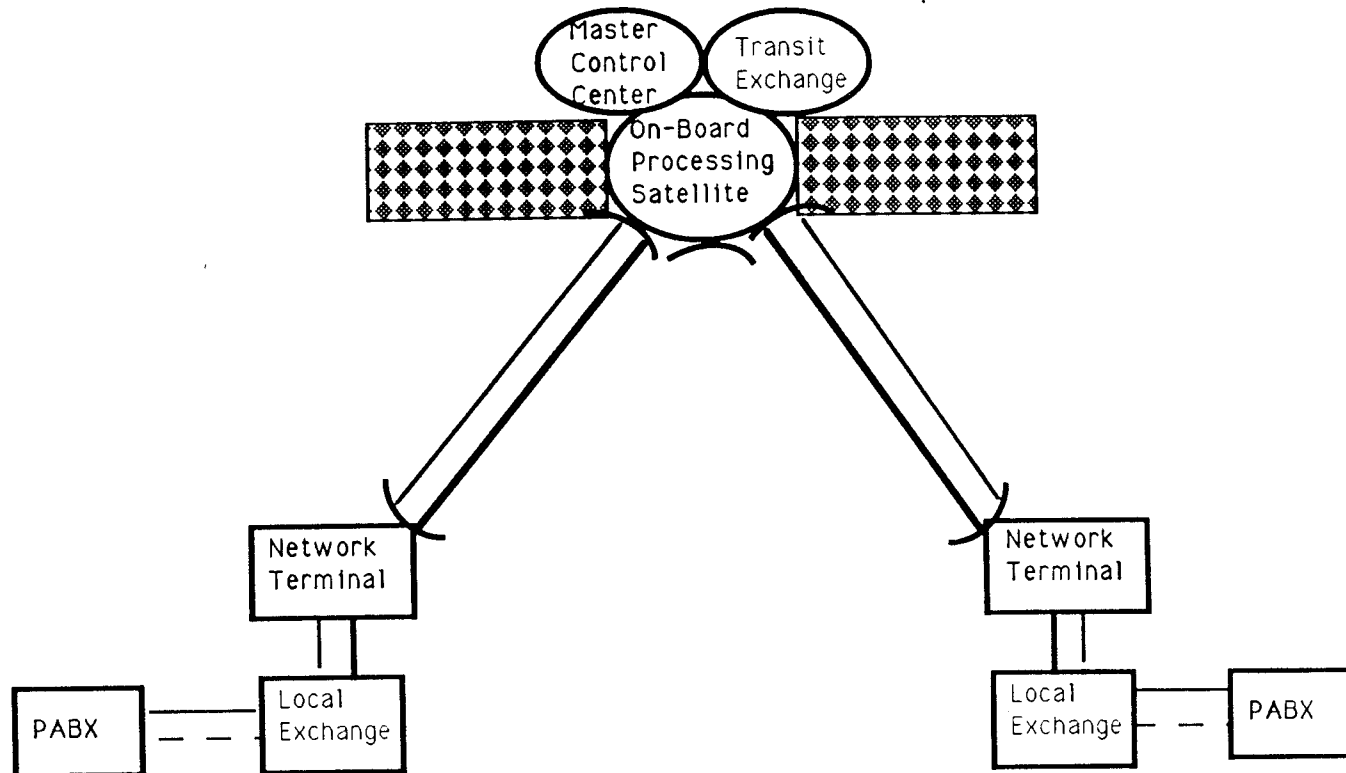 Master
Control
Center
Transit
Exchange
On-Board
Processing
Satellite
Network
Terminal
Network
Terminal
PABX
Local
Exchange
Local
Exchange
PABX